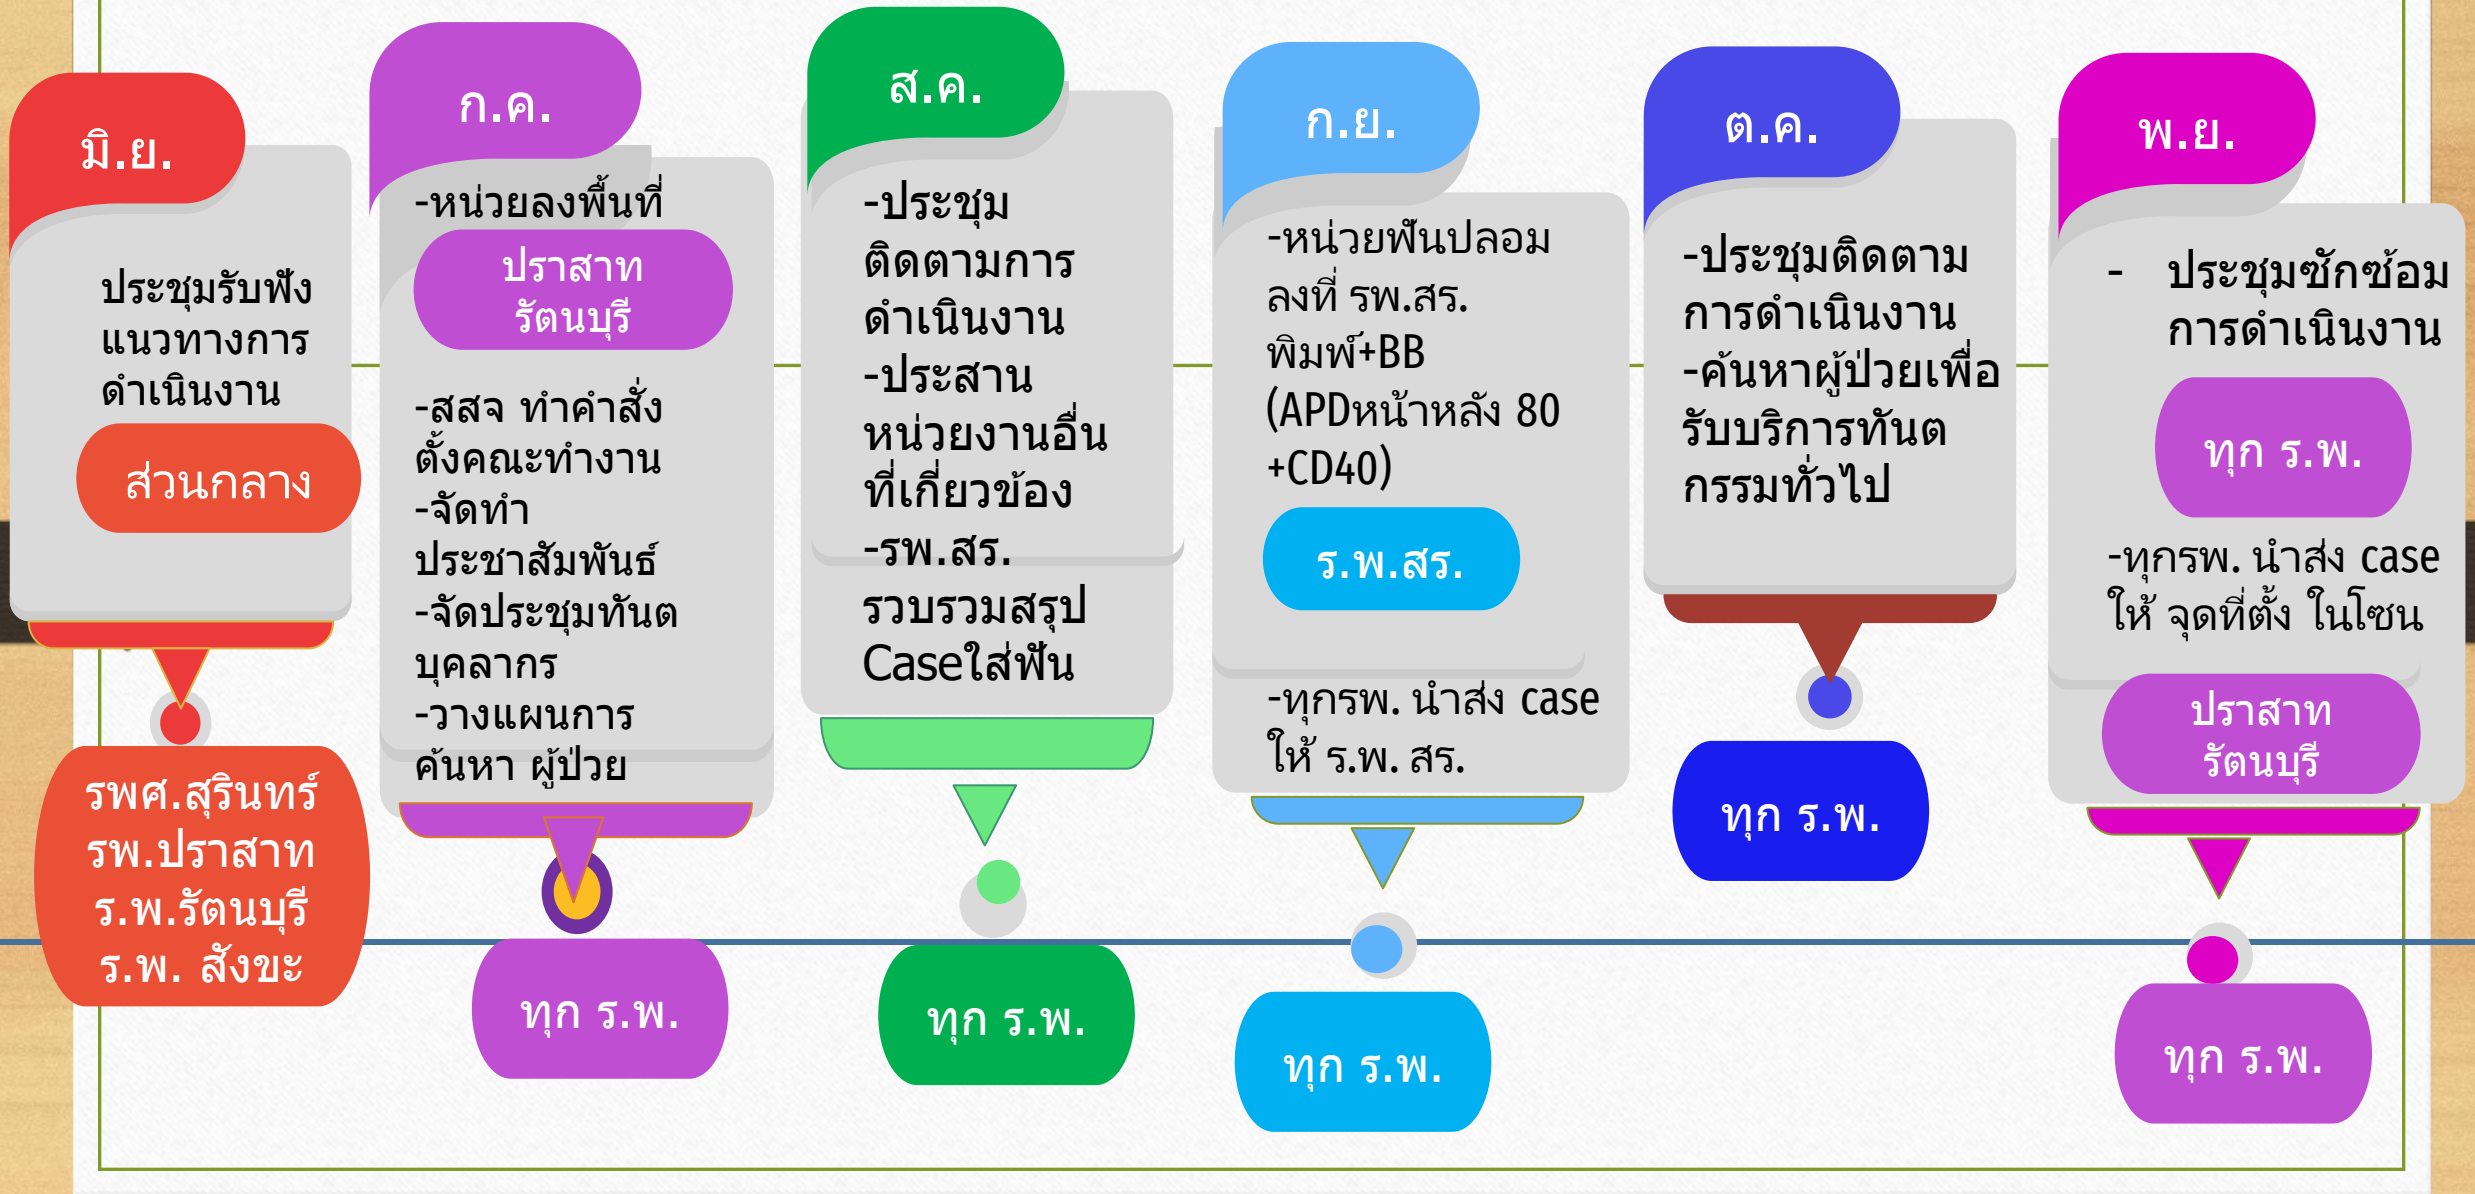 มิ.ย.
ประชุมรับฟัง
แนวทางการ
ดำเนินงาน
ส่วนกลาง
รพศ.สุรินทร์
รพ.ปราสาท
ร.พ.รัตนบุรี
ร.พ. สังขะ
ก.ค.
-หน่วยลงพื้นที่
ปราสาท
รัตนบุรี
-สสจ ทำคำสั่ง
ตั้งคณะทำงาน
-จัดทำ
ประชาสัมพันธ์
-จัดประชุมทันต
บุคลากร
-วางแผนการ
ค้นหา ผู้ป่วย
ทุก ร.พ.
ส.ค.
-ประชุม
ติดตามการ
ดำเนินงาน
-ประสาน
หน่วยงานอื่น
ที่เกี่ยวข้อง
-รพ.สร.
รวบรวมสรุป
Caseใส่ฟัน
ทุก ร.พ.
ก.ย.
-หน่วยฟันปลอม
ลงที่ รพ.สร.
พิมพ์+BB
(APDหน้าหลัง 80
+CD40)
ร.พ.สร.
-ทุกรพ. นำส่ง case
ให้ ร.พ. สร.
ทุก ร.พ.
ต.ค.
-ประชุมติดตาม
การดำเนินงาน
-ค้นหาผู้ป่วยเพื่อ
รับบริการทันต
กรรมทั่วไป
ทุก ร.พ.
พ.ย.
- ประชุมซักซ้อม
การดำเนินงาน
ทุก ร.พ.
-ทุกรพ. นำส่ง case
ให้ จุดที่ตั้ง ในโซน
ปราสาท
รัตนบุรี
ทุก ร.พ.